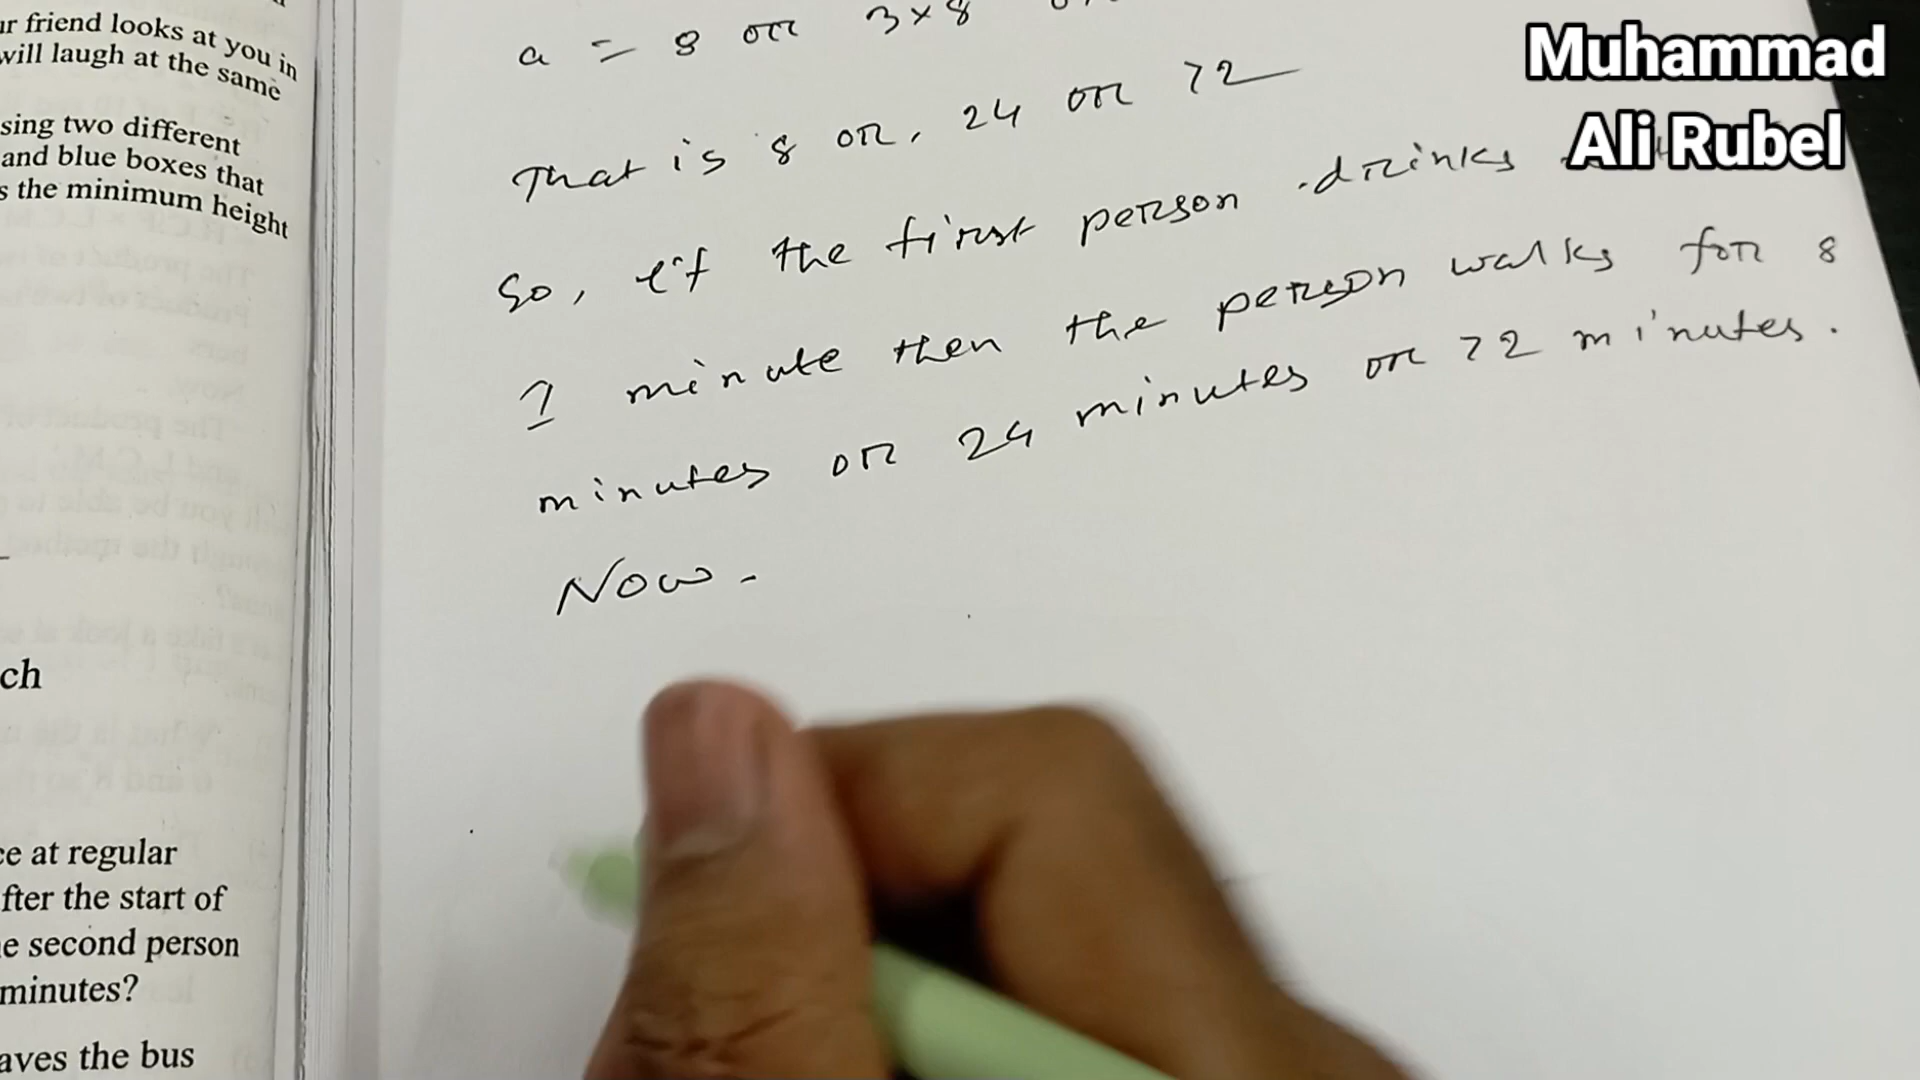 ur friend looks at you in
will laugh at the same
sing two different
and blue boxes that
s the minimum height
ch
ce at regular
fter the start of
e second person
minutes?
aves the bus
a = 8 or 3×8
That is 8 or, 24 or 72
So, if the first person drinks
1 minute then the person walks for 8
minutes or 24 minutes or 72 minutes.
Now-
Muhammad
Ali Rubel